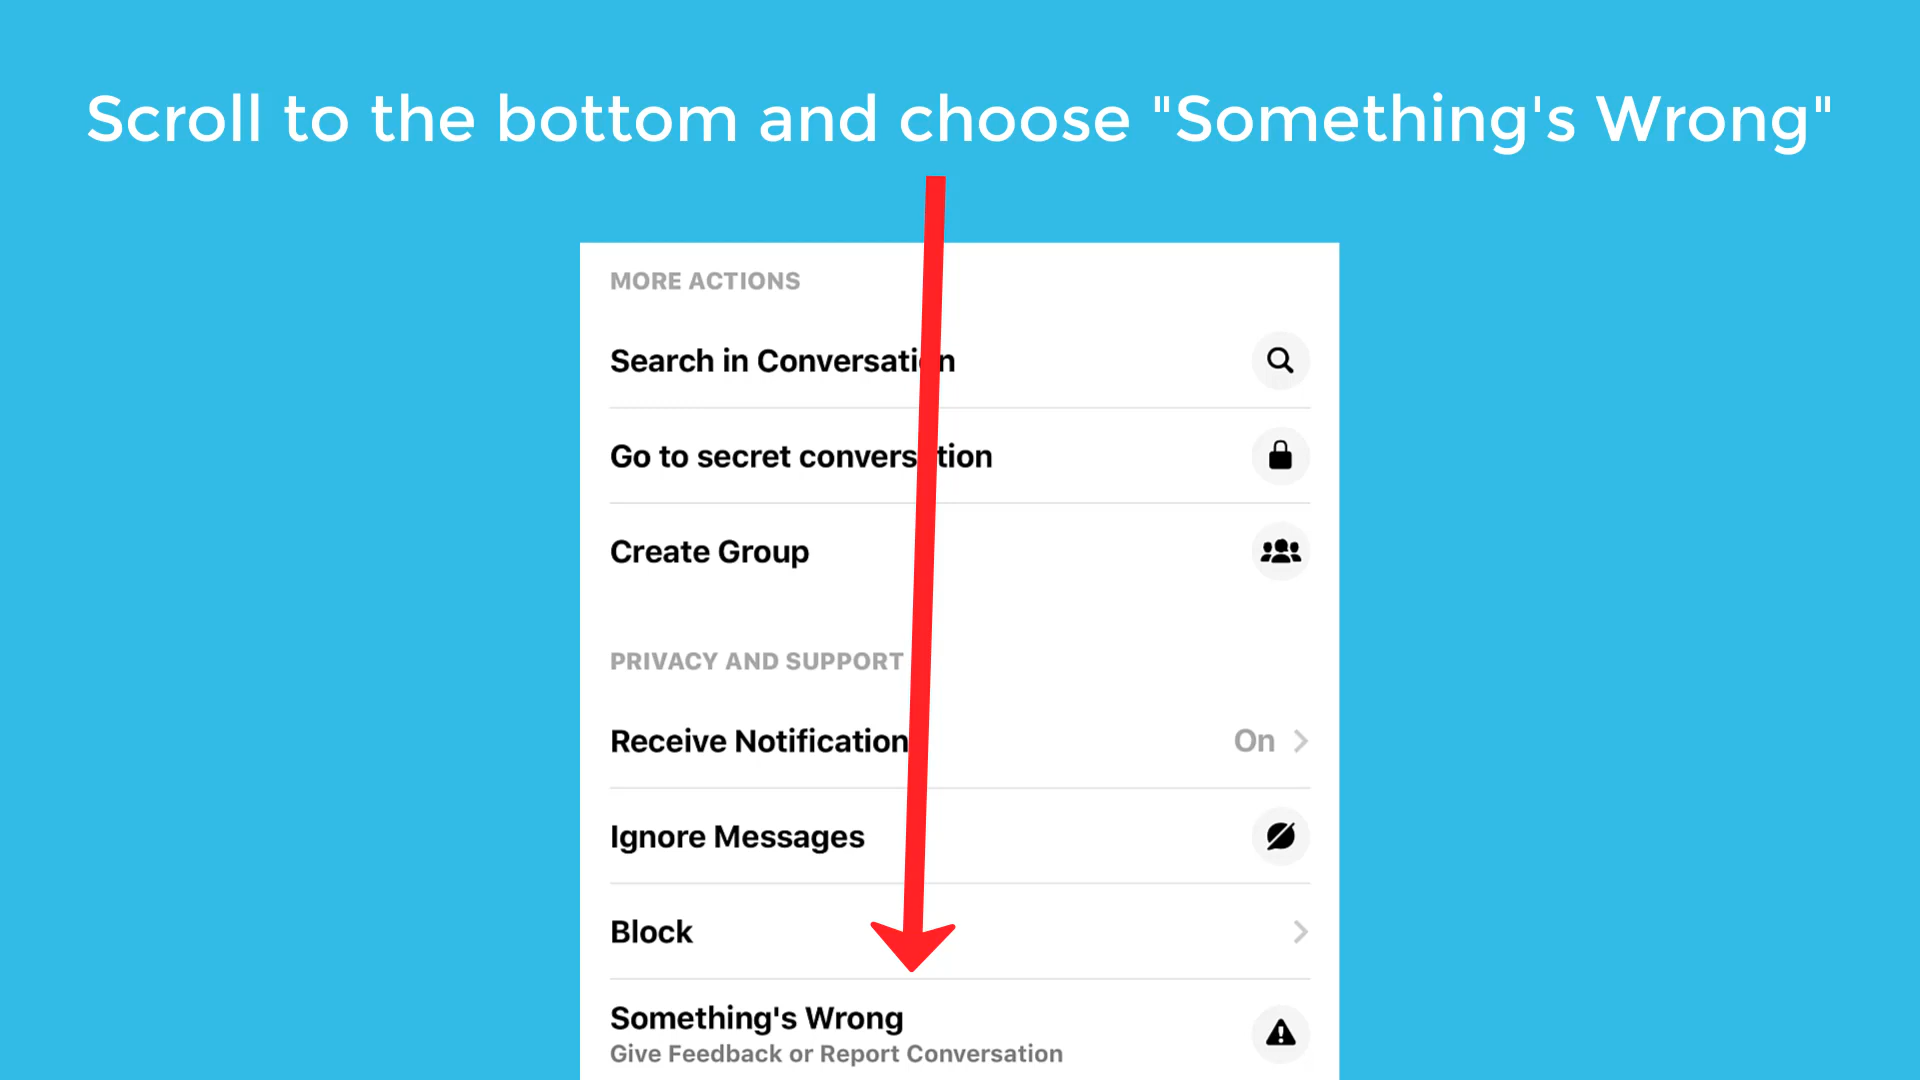 Scroll to the bottom and choose "Something's Wrong"
MORE ACTIONS
Search in Conversation
Go to secret conversation
Create Group
PRIVACY AND SUPPORT
Receive Notification
On
Ignore Messages
Block
Something's Wrong
Give Feedback or Report Conversation